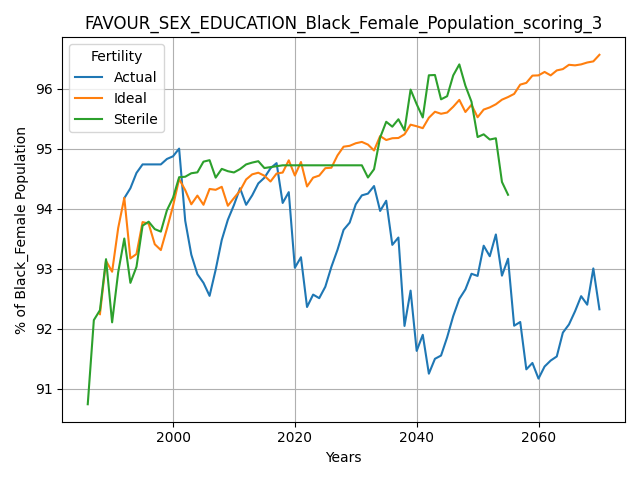 FAVOUR_SEX_EDUCATION_Black_Female_Population_scoring_3
Fertility
Actual
Ideal
Sterile
% of Black_Female Population
96
95
94
93
92
91
2000
2020
2040
2060
Years